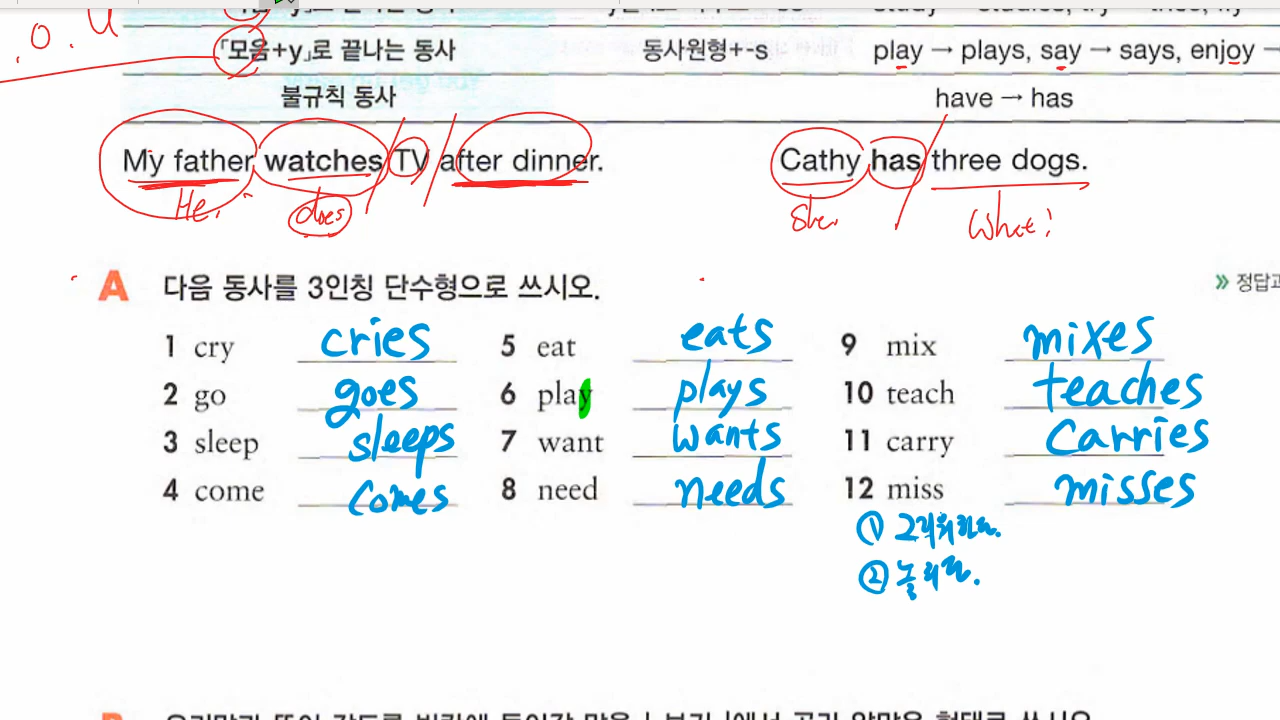 o. u
「모음+y」로 끝나는 동사 동사원형+-s play → plays, say → says, enjoy →
불규칙 동사 have → has
My father watches TV after dinner. Cathy has three dogs.
He. does She. What?
A 다음 동사를 3인칭 단수형으로 쓰시오. » 정답과
1 cry cries 5 eat eats 9 mix mixes
2 go goes 6 play plays 10 teach teaches
3 sleep sleeps 7 want wants 11 carry carries
4 come comes 8 need needs 12 miss misses
① 그리워하다.
② 놓치다.